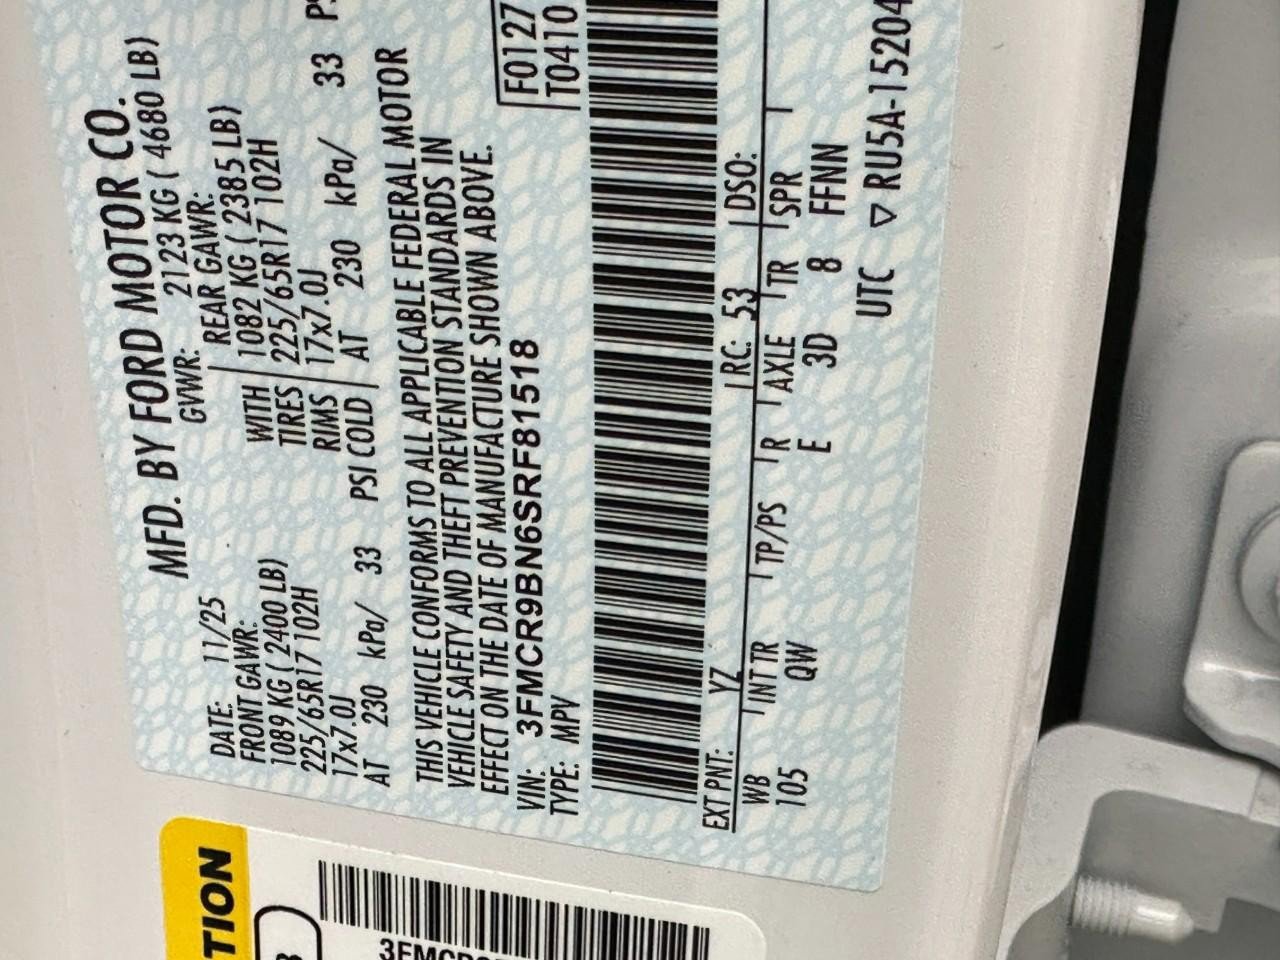 MFD. BY FORD MOTOR CO.
DATE: 11/25 GVWR: 2123 KG ( 4680 LB)
FRONT GAWR: REAR GAWR:
1089 KG ( 2400 LB) WITH 1082 KG ( 2385 LB)
225/65R17 102H TIRES 225/65R17 102H
17x7.0J RIMS 17x7.0J
AT 230 kPa/ 33 PSI COLD AT 230 kPa/ 33
THIS VEHICLE CONFORMS TO ALL APPLICABLE FEDERAL MOTOR
VEHICLE SAFETY AND THEFT PREVENTION STANDARDS IN
EFFECT ON THE DATE OF MANUFACTURE SHOWN ABOVE.
VIN: 3FMCR9BN6SRF81518 F0127
TYPE: MPV T0410
EXT PNT: YZ RC: 53 DSO:
WB INT TR TP/PS R AXLE TR SPR
105 QW E 3D 8 FFNN
UTC ▽ RU5A-15204
TION